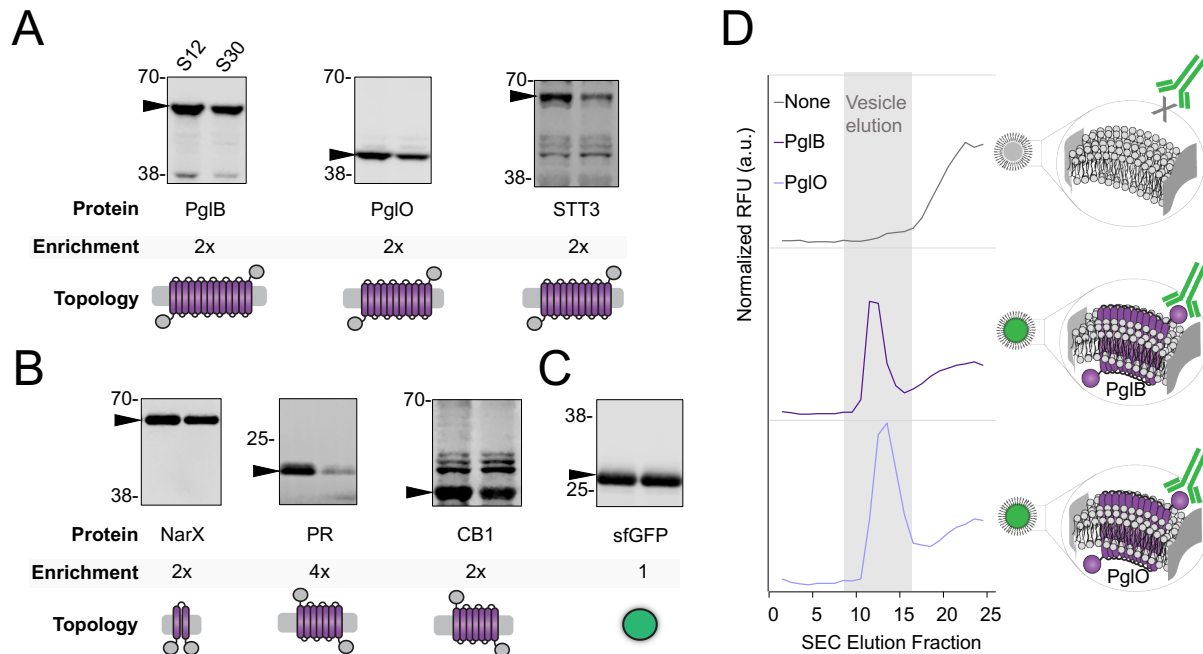 A
S12 S30
70-
38-
70-
38-
70-
38-
Protein PglB PglO STT3
Enrichment 2x 2x 2x
Topology
B
70-
38-
25-
70-
38-
C
38-
25-
Protein NarX PR CB1 sfGFP
Enrichment 2x 4x 2x 1
Topology
D
Normalized RFU (a.u.)
None
PglB
PglO
Vesicle
elution
PglB
PglO
0 5 10 15 20 25
SEC Elution Fraction